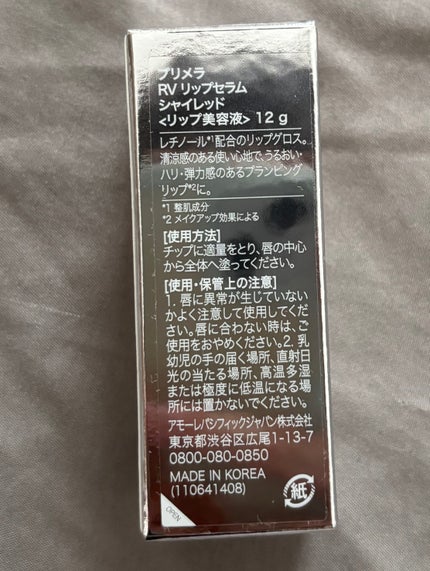 プリメラ
RV リップセラム
シャイレッド
<リップ美容液> 12 g
レチノール*1配合のリップグロス。
清涼感のある使い心地で、うるおい・
ハリ・弾力感のあるプランピング
リップ*2に。
*1 整肌成分
*2 メイクアップ効果による
[使用方法]
チップに適量をとり、唇の中心
から全体へ塗ってください。
[使用・保管上の注意]
1. 唇に異常が生じていない
かよく注意して使用してくだ
さい。唇に合わない時は、ご
使用をおやめください。2. 乳
幼児の手の届く場所、直射日
光の当たる場所、高温多湿
または極度に低温になる場
所には置かないでください。
アモーレパシフィックジャパン株式会社
東京都渋谷区広尾1-13-7
0800-080-0850
MADE IN KOREA
(110641408)
紙
OPEN